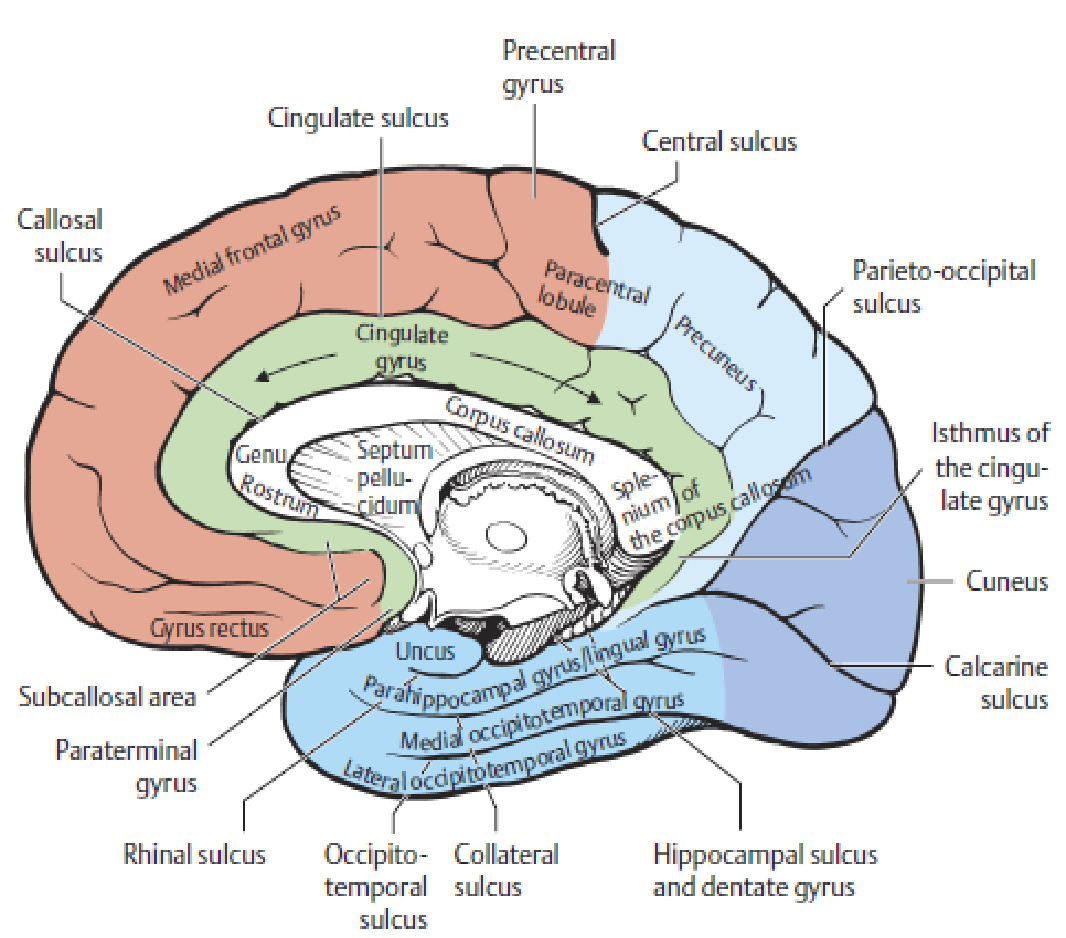 Precentral
gyrus
Cingulate sulcus
Central sulcus
Callosal
sulcus
Medial frontal gyrus
Parieto-occipital
sulcus
Paracentral
lobule
Cingulate
gyrus
Precuneus
Corpus callosum
Isthmus of
the cingu-
late gyrus
Genu
Septum
pellu-
cidum
Rostrum
Sple-
nium of
the corpus callosum
Cuneus
Gyrus rectus
Uncus
Parahippocampal gyrus/lingual gyrus
Calcarine
sulcus
Subcallosal area
Medial occipitotemporal gyrus
Paraterminal
gyrus
Lateral occipitotemporal gyrus
Rhinal sulcus
Occipito-
temporal
sulcus
Collateral
sulcus
Hippocampal sulcus
and dentate gyrus